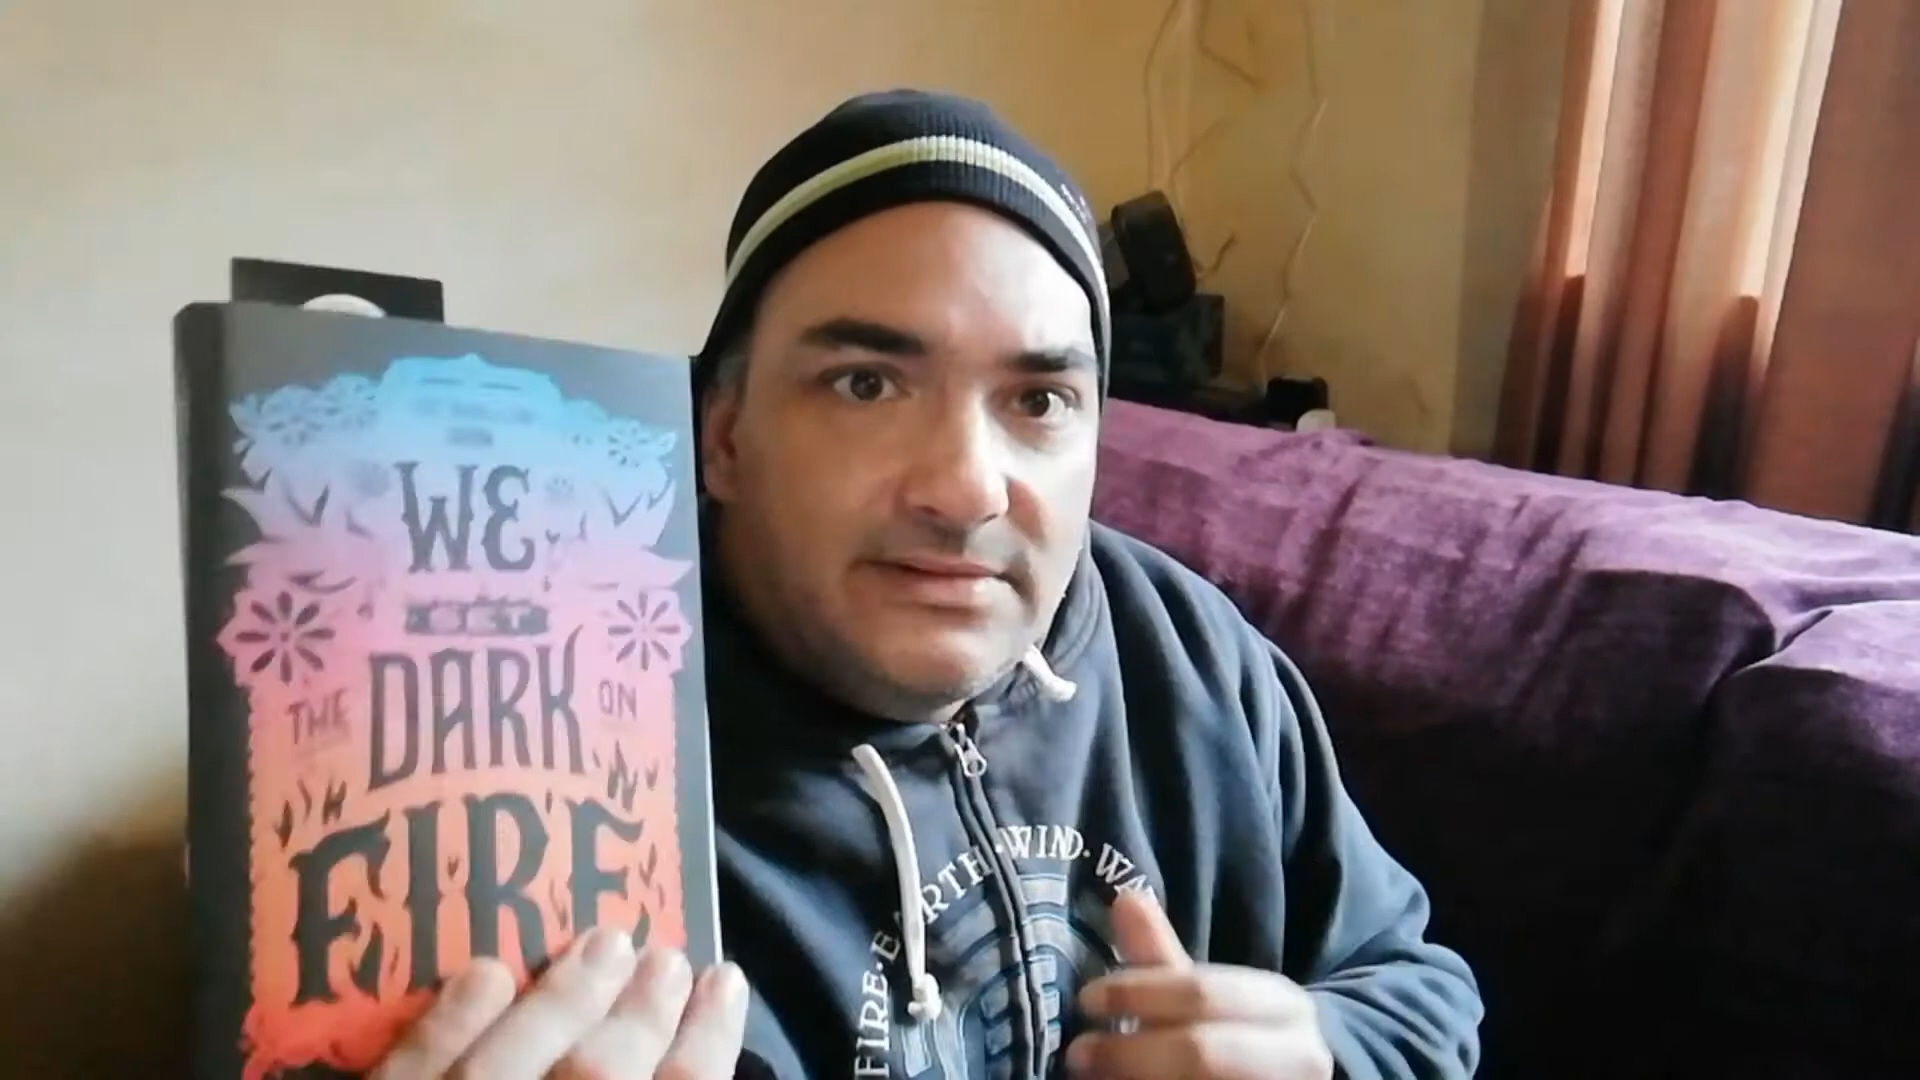 WE
SET
THE DARK ON
FIRE
FIRE·EARTH·WIND·WA